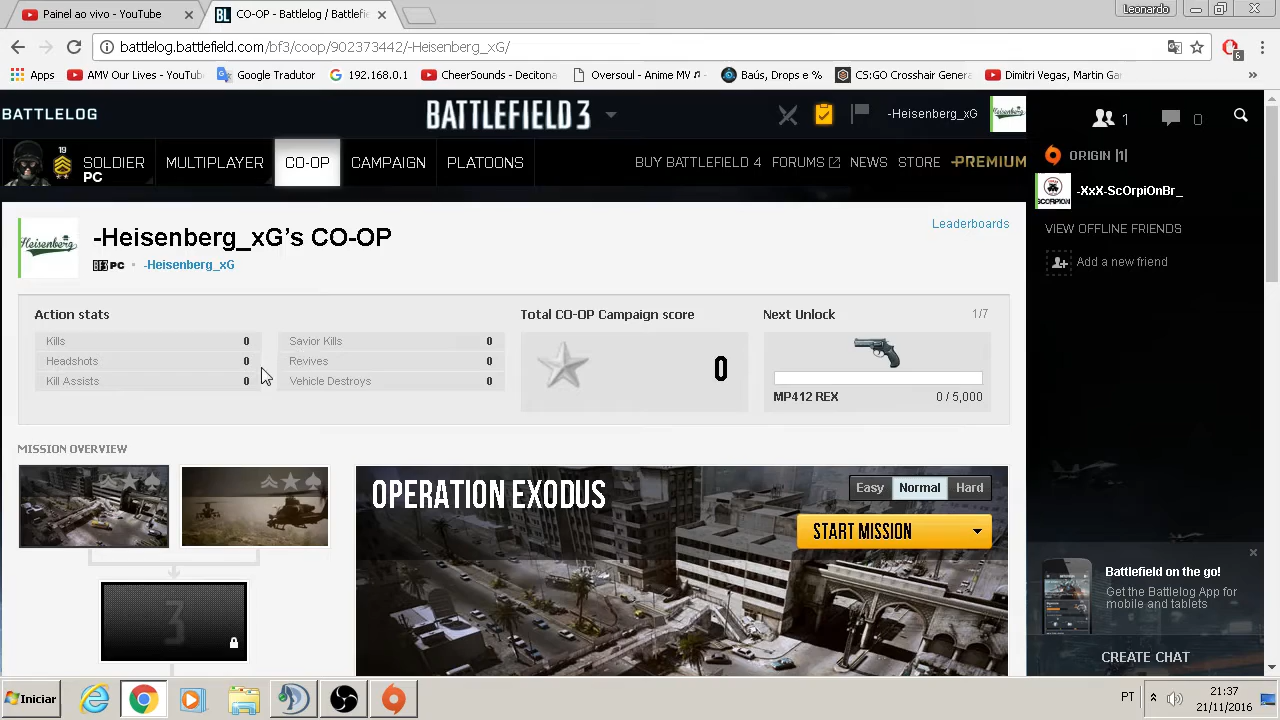 Painel ao vivo - YouTube
CO-OP - Battlelog / Battlefi
Leonardo
battlelog.battlefield.com/bf3/coop/902373442/-Heisenberg_xG/
6
Apps
AMV Our Lives - YouTub
Google Tradutor
192.168.0.1
CheerSounds - Decitona
Oversoul - Anime MV ♫ -
Baús, Drops e %
CS:GO Crosshair Genera
Dimitri Vegas, Martin Gar
BATTLELOG
BATTLEFIELD 3
-Heisenberg_xG
Heisenberg
1
0
19
SOLDIER
PC
MULTIPLAYER
CO-OP
CAMPAIGN
PLATOONS
BUY BATTLEFIELD 4
FORUMS
NEWS
STORE
PREMIUM
ORIGIN [1]
SCORPION
-XxX-ScOrpiOnBr_
VIEW OFFLINE FRIENDS
Add a new friend
Heisenberg
-Heisenberg_xG's CO-OP
Leaderboards
PC
-Heisenberg_xG
Action stats
Kills 0
Headshots 0
Kill Assists 0
Savior Kills 0
Revives 0
Vehicle Destroys 0
Total CO-OP Campaign score
0
Next Unlock
1/7
MP412 REX
0 / 5,000
MISSION OVERVIEW
3
OPERATION EXODUS
Easy
Normal
Hard
START MISSION
Battlefield on the go!
Get the Battlelog App for
mobile and tablets
CREATE CHAT
Iniciar
PT
21:37
21/11/2016